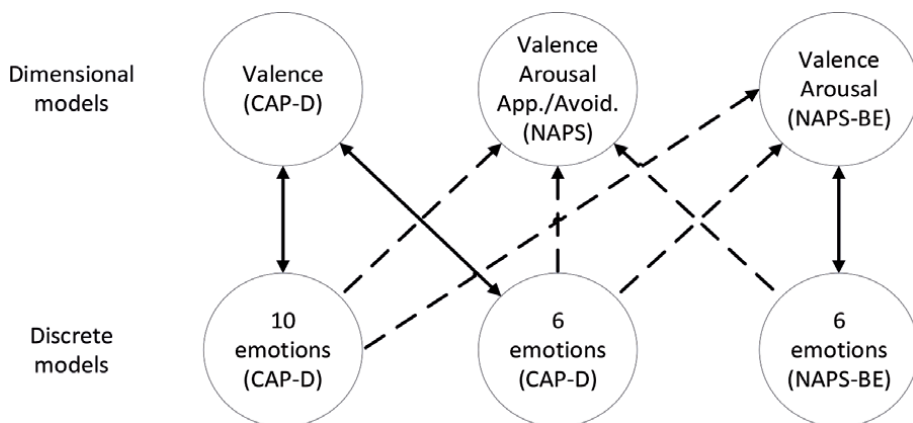 Dimensional
models
Valence
(CAP-D)
Valence
Arousal
App./Avoid.
(NAPS)
Valence
Arousal
(NAPS-BE)
Discrete
models
10
emotions
(CAP-D)
6
emotions
(CAP-D)
6
emotions
(NAPS-BE)